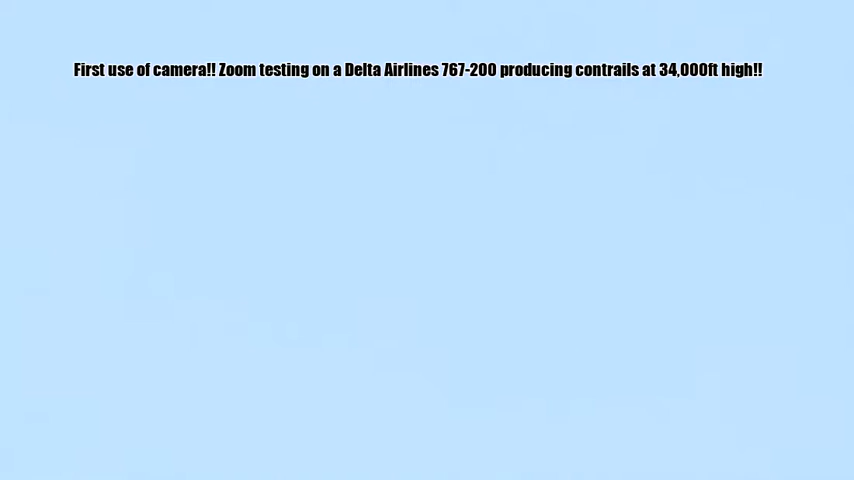 First use of camera!! Zoom testing on a Delta Airlines 767-200 producing contrails at 34,000ft high!!